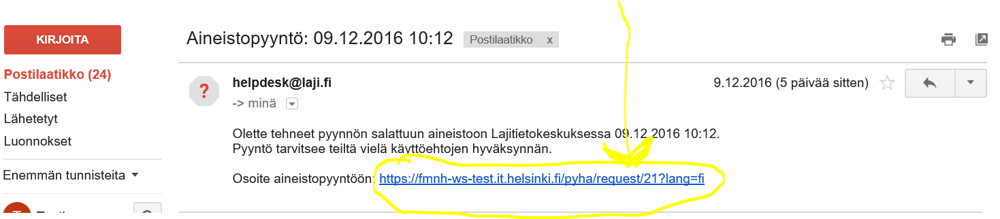 KIRJOITA
Postilaatikko (24)
Tähdelliset
Lähetetyt
Luonnokset
Enemmän tunnisteita
Aineistopyyntö: 09.12.2016 10:12 Postilaatikko x
helpdesk@laji.fi 9.12.2016 (5 päivää sitten)
-> minä
Olette tehneet pyynnön salattuun aineistoon Lajitietokeskuksessa 09.12.2016 10:12.
Pyyntö tarvitsee teiltä vielä käyttöehtojen hyväksynnän.
Osoite aineistopyyntöön: https://fmnh-ws-test.it.helsinki.fi/pyha/request/21?lang=fi